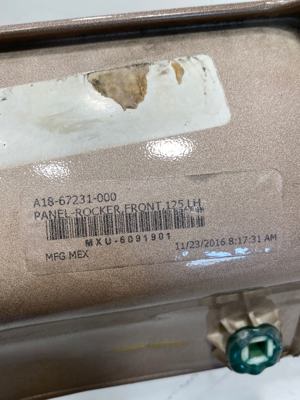 A18-67231-000
PANEL-ROCKER,FRONT,125,LH
MXU-6091901
MFG MEX
11/23/2016 8:17:31 AM